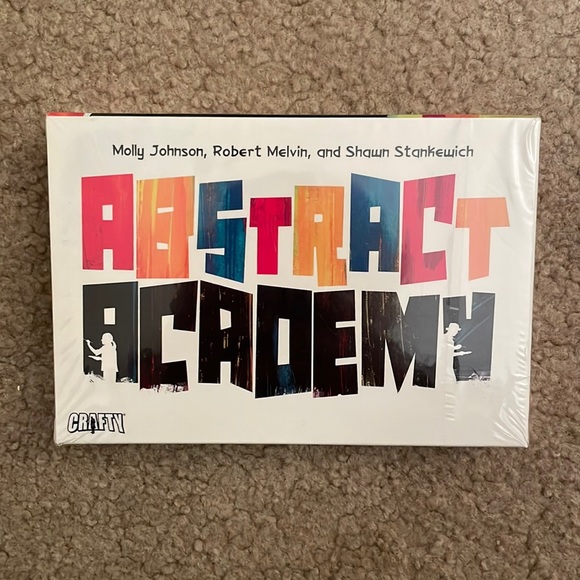 Molly Johnson, Robert Melvin, and Shawn Stankewich
ABSTRACT
ACADEMY
CRAFTY